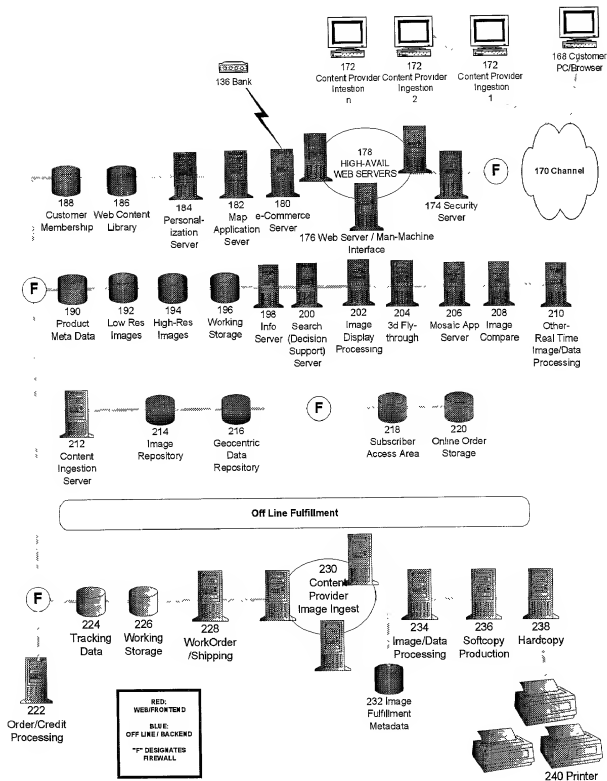 136 Bank
172
Content Provider
Intestion
n
172
Content Provider
Ingestion
2
172
Content Provider
Ingestion
1
168 Customer
PC/Browser
178
HIGH-AVAIL
WEB SERVERS
F
170 Channel
188
Customer
Membership
186
Web Content
Library
184
Personal-
ization
Server
182
Map
Application
Sever
180
e-Commerce
Server
174 Security
Server
176 Web Server / Man-Machine
Interface
F
190
Product
Meta Data
192
Low Res
Images
194
High-Res
Images
196
Working
Storage
198
Info
Server
200
Search
(Decision
Support)
Server
202
Image
Display
Processing
204
3d Fly-
through
206
Mosaic App
Server
208
Image
Compare
210
Other-
Real Time
Image/Data
Processing
212
Content
Ingestion
Server
214
Image
Repository
216
Geocentric
Data
Repository
F
218
Subscriber
Access Area
220
Online Order
Storage
Off Line Fulfillment
F
224
Tracking
Data
226
Working
Storage
228
WorkOrder
/Shipping
230
Content
Provider
Image Ingest
234
Image/Data
Processing
236
Softcopy
Production
238
Hardcopy
222
Order/Credit
Processing
232 Image
Fulfillment
Metadata
240 Printer
RED:
WEB/FRONTEND
BLUE:
OFF LINE / BACKEND
"F" DESIGNATES
FIREWALL